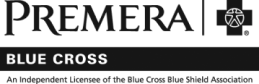 PREMERA
BLUE CROSS
An Independent Licensee of the Blue Cross Blue Shield Association